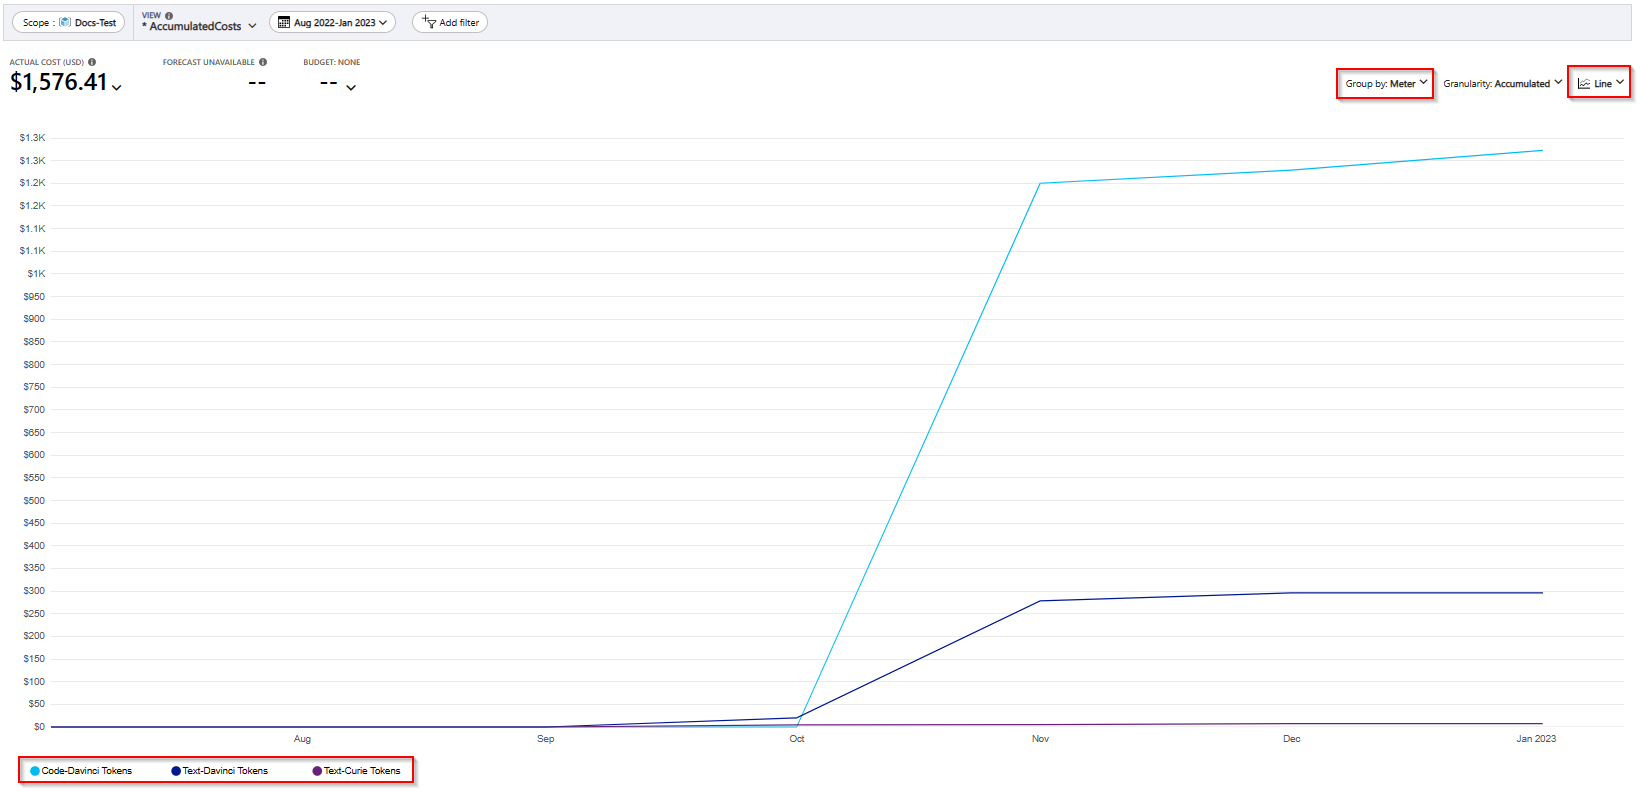 Scope : Docs-Test
VIEW
* AccumulatedCosts
Aug 2022-Jan 2023
Add filter
ACTUAL COST (USD)
$1,576.41
FORECAST UNAVAILABLE
--
BUDGET: NONE
--
Group by: Meter
Granularity: Accumulated
Line
$1.3K
$1.3K
$1.2K
$1.2K
$1.1K
$1.1K
$1K
$950
$900
$850
$800
$750
$700
$650
$600
$550
$500
$450
$400
$350
$300
$250
$200
$150
$100
$50
$0
Aug
Sep
Oct
Nov
Dec
Jan 2023
Code-Davinci Tokens
Text-Davinci Tokens
Text-Curie Tokens